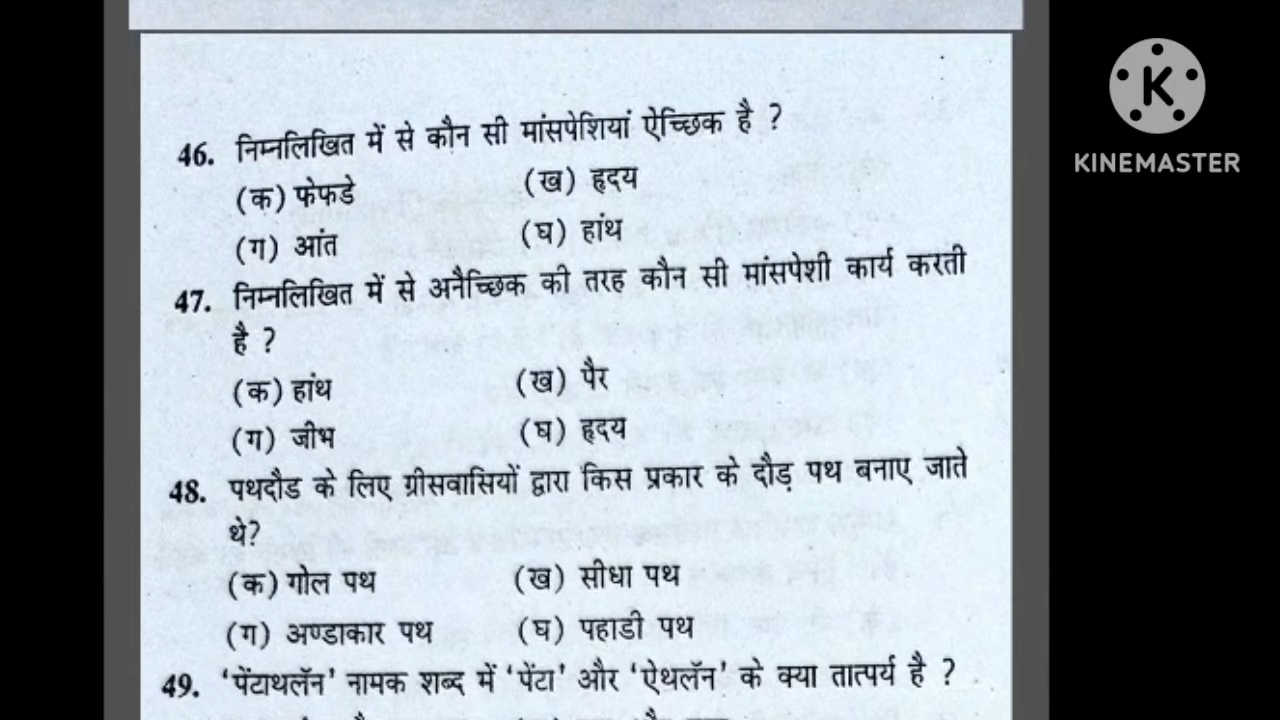 46. निम्नलिखित में से कौन सी मांसपेशियां ऐच्छिक है ?
(क) फेफडे (ख) हृदय
(ग) आंत (घ) हांथ
47. निम्नलिखित में से अनैच्छिक की तरह कौन सी मांसपेशी कार्य करती
है ?
(क) हांथ (ख) पैर
(ग) जीभ (घ) हृदय
48. पथदौड के लिए ग्रीसवासियों द्वारा किस प्रकार के दौड़ पथ बनाए जाते
थे?
(क) गोल पथ (ख) सीधा पथ
(ग) अण्डाकार पथ (घ) पहाडी पथ
49. 'पेंटाथलॅन' नामक शब्द में 'पेंटा' और 'ऐथलॅन' के क्या तात्पर्य है ?
K
KINEMASTER